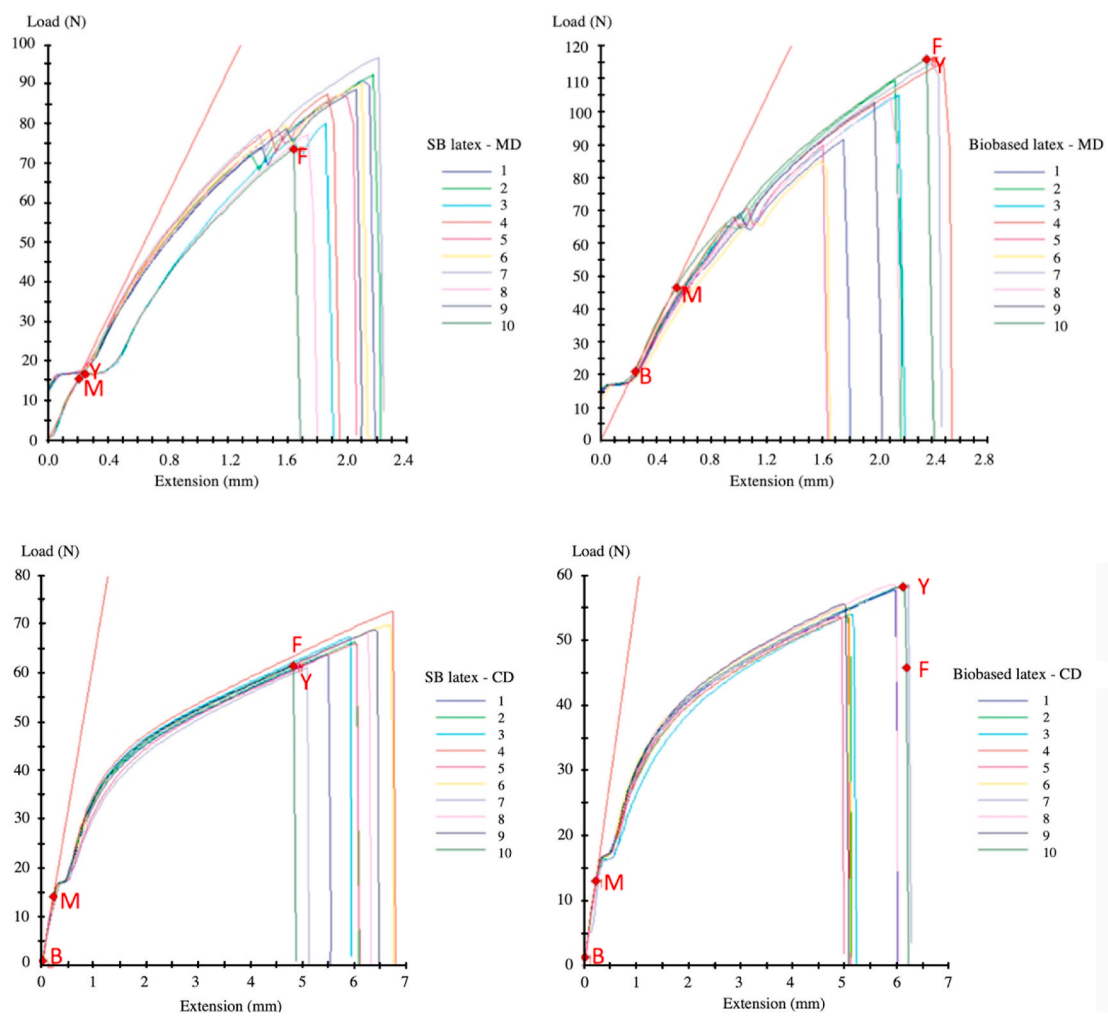 Load (N)
100
90
80
70
60
50
40
30
20
10
0
0.0 0.4 0.8 1.2 1.6 2.0 2.4
Extension (mm)
F
Y
M
SB latex - MD
1
2
3
4
5
6
7
8
9
10
Load (N)
120
110
100
90
80
70
60
50
40
30
20
10
0
0.0 0.4 0.8 1.2 1.6 2.0 2.4 2.8
Extension (mm)
F
Y
M
B
Biobased latex - MD
1
2
3
4
5
6
7
8
9
10
Load (N)
80
70
60
50
40
30
20
10
0
0 1 2 3 4 5 6 7
Extension (mm)
F
Y
M
B
SB latex - CD
1
2
3
4
5
6
7
8
9
10
Load (N)
60
50
40
30
20
10
0
0 1 2 3 4 5 6 7
Extension (mm)
Y
F
M
B
Biobased latex - CD
1
2
3
4
5
6
7
8
9
10